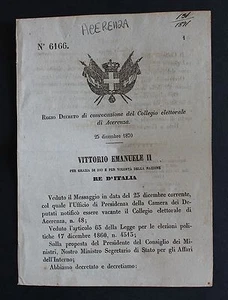 ACERENZA
N° 6166.
REGIO DECRETO di convocazione del Collegio elettorale
di Acerenza.
25 dicembre 1870
VITTORIO EMANUELE II
PER GRAZIA DI DIO E PER VOLONTÀ DELLA NAZIONE
RE D'ITALIA
Veduto il Messaggio in data del 23 dicembre corrente,
col quale l'Uffizio di Presidenza della Camera dei De-
putati notificò essere vacante il Collegio elettorale di
Acerenza, n. 48;
Veduto l'articolo 63 della Legge per le elezioni poli-
tiche 17 dicembre 1860, n. 4513;
Sulla proposta del Presidente del Consiglio dei Mi-
nistri, Nostro Ministro Segretario di Stato per gli Affari
dell'Interno;
Abbiamo decretato e decretiamo: